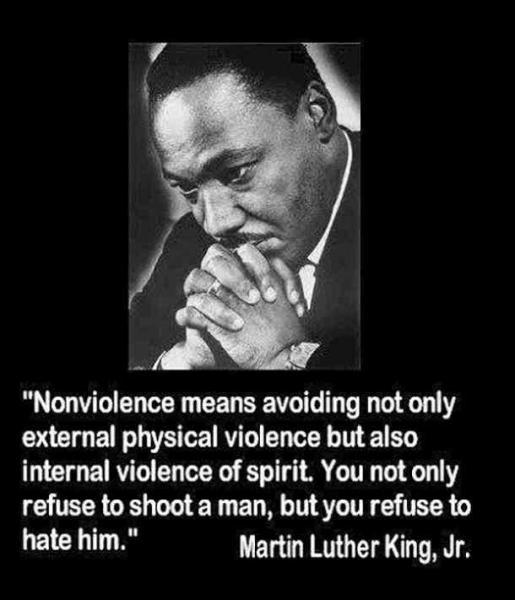 "Nonviolence means avoiding not only
external physical violence but also
internal violence of spirit. You not only
refuse to shoot a man, but you refuse to
hate him."
Martin Luther King, Jr.